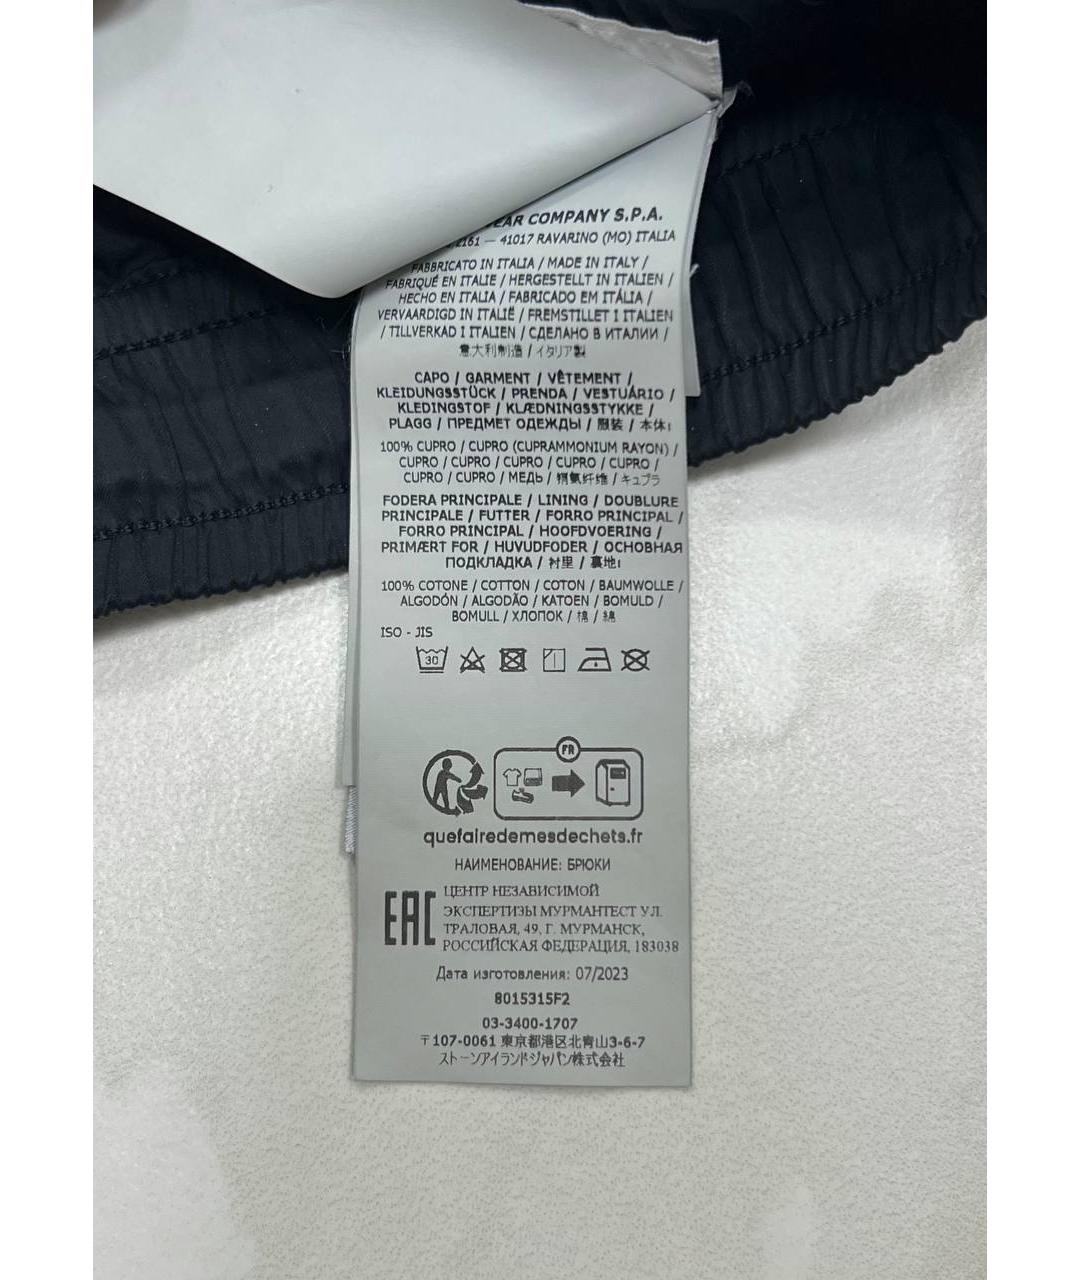 COMPANY S.P.A.
2161 — 41017 RAVARINO (MO) ITALIA
FABBRICATO IN ITALIA / MADE IN ITALY /
FABRIQUÉ EN ITALIE / HERGESTELLT IN ITALIEN /
HECHO EN ITALIA / FABRICADO EM ITÁLIA /
VERVAARDIGD IN ITALIË / FREMSTILLET I ITALIEN
/ TILLVERKAD I ITALIEN / СДЕЛАНО В ИТАЛИИ /
意大利制造 / イタリア製
CAPO / GARMENT / VÊTEMENT /
KLEIDUNGSSTÜCK / PRENDA / VESTUÁRIO /
KLEDINGSTOF / KLÆDNINGSSTYKKE /
PLAGG / ПРЕДМЕТ ОДЕЖДЫ / 服装 / 本体:
100% CUPRO / CUPRO (CUPRAMMONIUM RAYON) /
CUPRO / CUPRO / CUPRO / CUPRO / CUPRO /
CUPRO / CUPRO / МЕДЬ / 铜氨纤维 / キュプラ
FODERA PRINCIPALE / LINING / DOUBLURE
PRINCIPALE / FUTTER / FORRO PRINCIPAL /
FORRO PRINCIPAL / HOOFDVOERING /
PRIMÆRT FOR / HUVUDFODER / ОСНОВНАЯ
ПОДКЛАДКА / 衬里 / 裏地:
100% COTONE / COTTON / COTON / BAUMWOLLE /
ALGODÓN / ALGODÃO / KATOEN / BOMULD /
BOMULL / ХЛОПОК / 棉 / 綿
ISO - JIS
30
FR
quefairedemesdechets.fr
НАИМЕНОВАНИЕ: БРЮКИ
EAC
ЦЕНТР НЕЗАВИСИМОЙ
ЭКСПЕРТИЗЫ МУРМАНТЕСТ УЛ.
ТРАЛОВАЯ, 49, Г. МУРМАНСК,
РОССИЙСКАЯ ФЕДЕРАЦИЯ, 183038
Дата изготовления: 07/2023
8015315F2
03-3400-1707
〒107-0061 東京都港区北青山3-6-7
ストーンアイランドジャパン株式会社